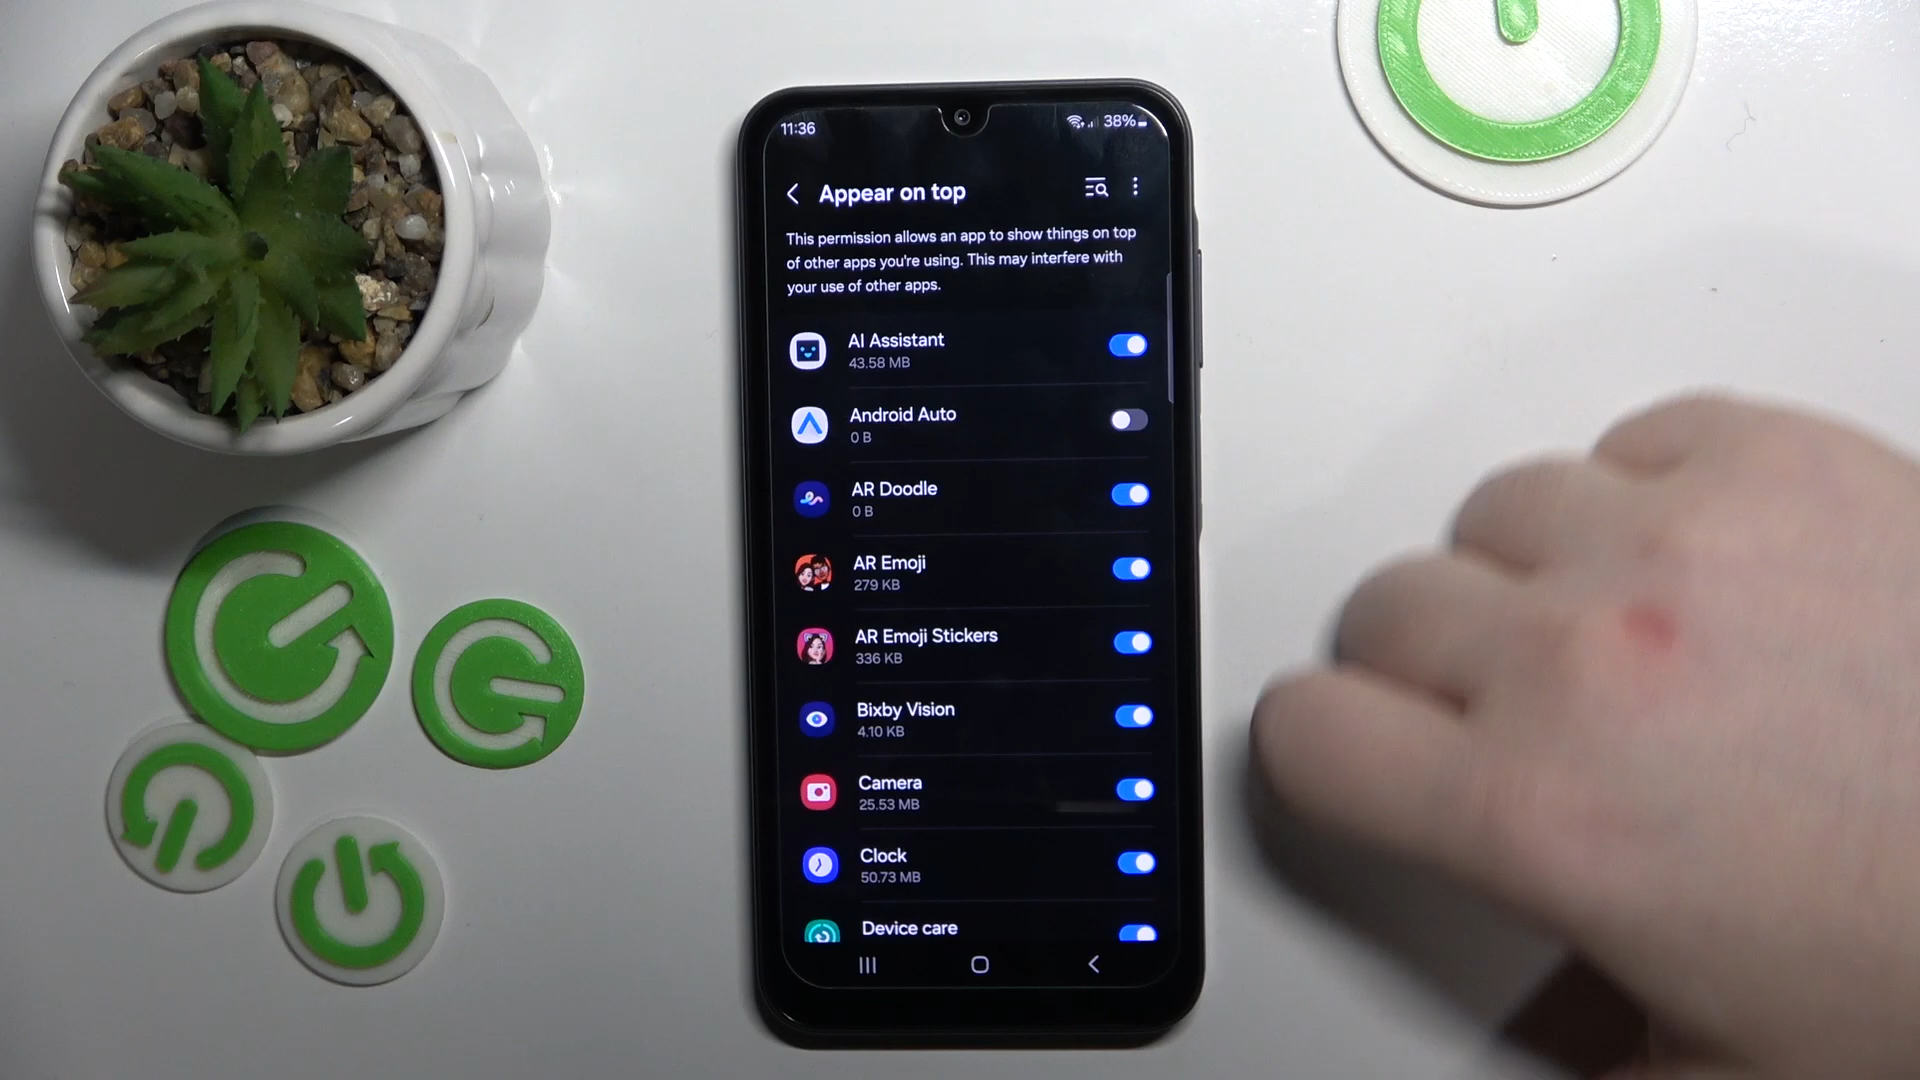 11:36
38%
Appear on top
This permission allows an app to show things on top
of other apps you're using. This may interfere with
your use of other apps.
AI Assistant
43.58 MB
Android Auto
0 B
AR Doodle
0 B
AR Emoji
279 KB
AR Emoji Stickers
336 KB
Bixby Vision
4.10 KB
Camera
25.53 MB
Clock
50.73 MB
Device care